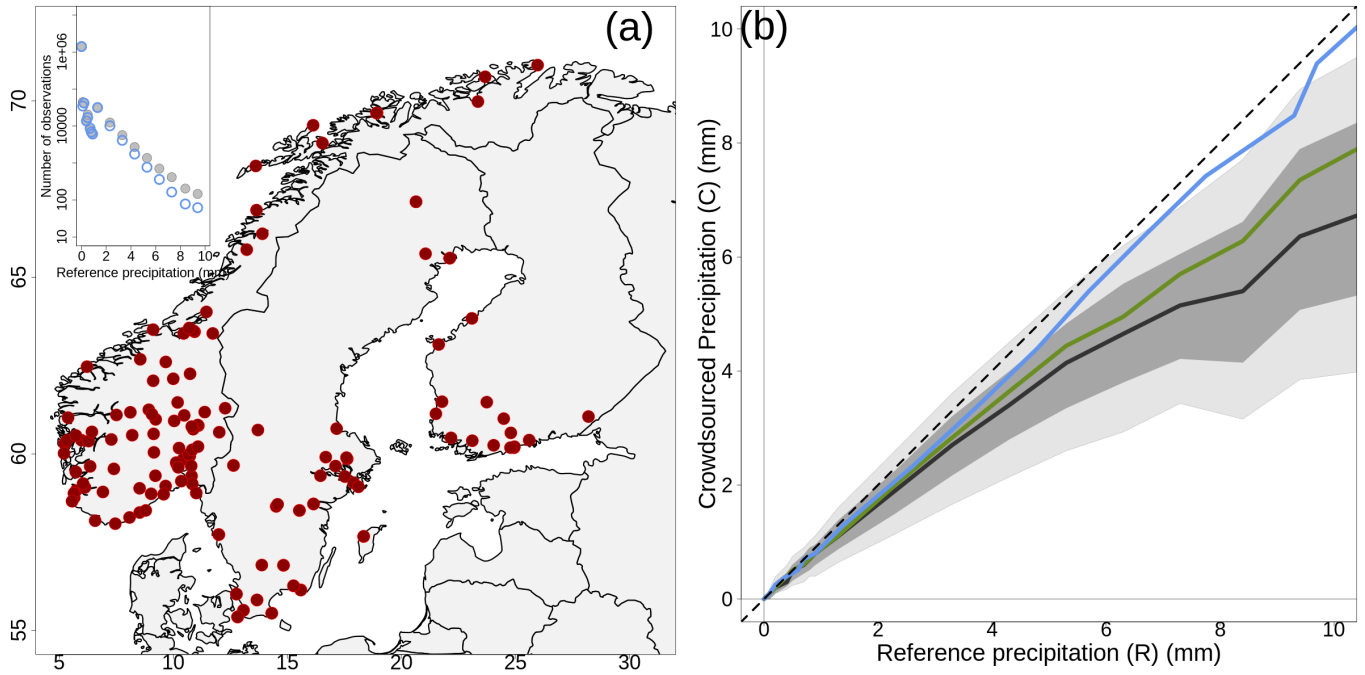 (a)
Number of observations
1e+06
10000
100
10
0 2 4 6 8 10
Reference precipitation (mm)
70
65
60
55
5 10 15 20 25 30
(b)
Crowdsourced Precipitation (C) (mm)
10
8
6
4
2
0
0 2 4 6 8 10
Reference precipitation (R) (mm)